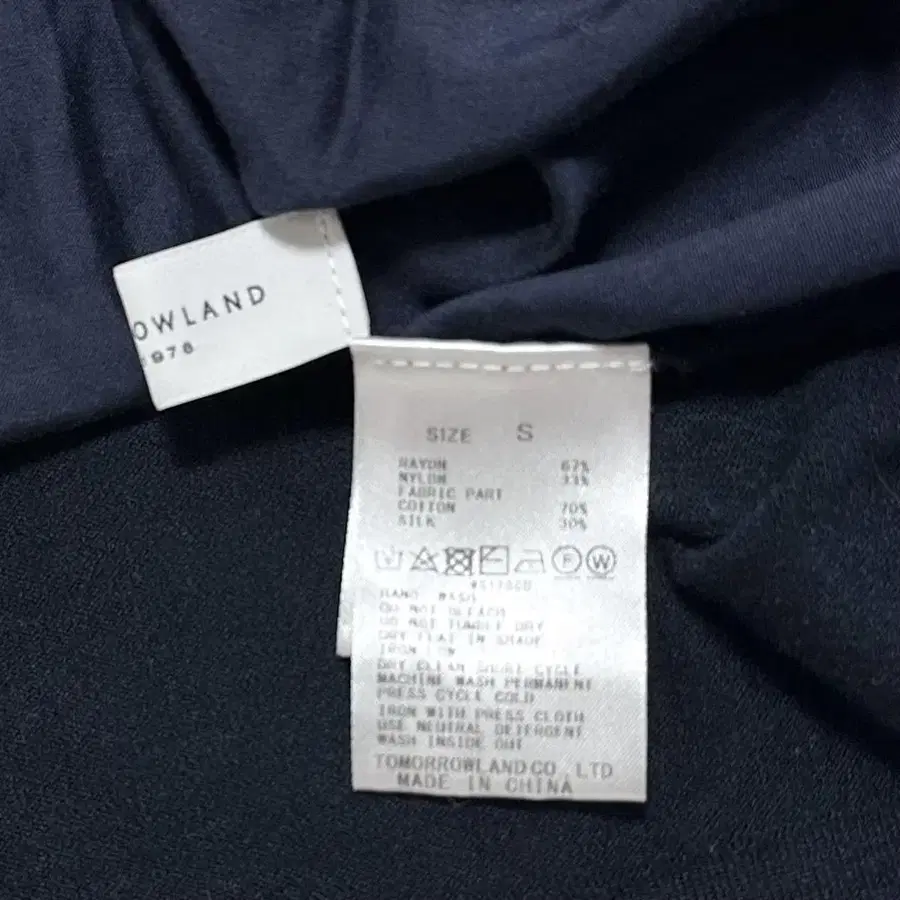 OWLAND
1978
SIZE S
RAYON 67%
NYLON 33%
FABRIC PART
COTTON 70%
SILK 30%
F W
HAND WASH
DO NOT BLEACH
DO NOT TUMBLE DRY
DRY FLAT IN SHADE
IRON LOW
DRY CLEAN SHORT CYCLE
MACHINE WASH PERMANENT
PRESS CYCLE COLD
IRON WITH PRESS CLOTH
USE NEUTRAL DETERGENT
WASH INSIDE OUT
TOMORROWLAND CO.,LTD
MADE IN CHINA